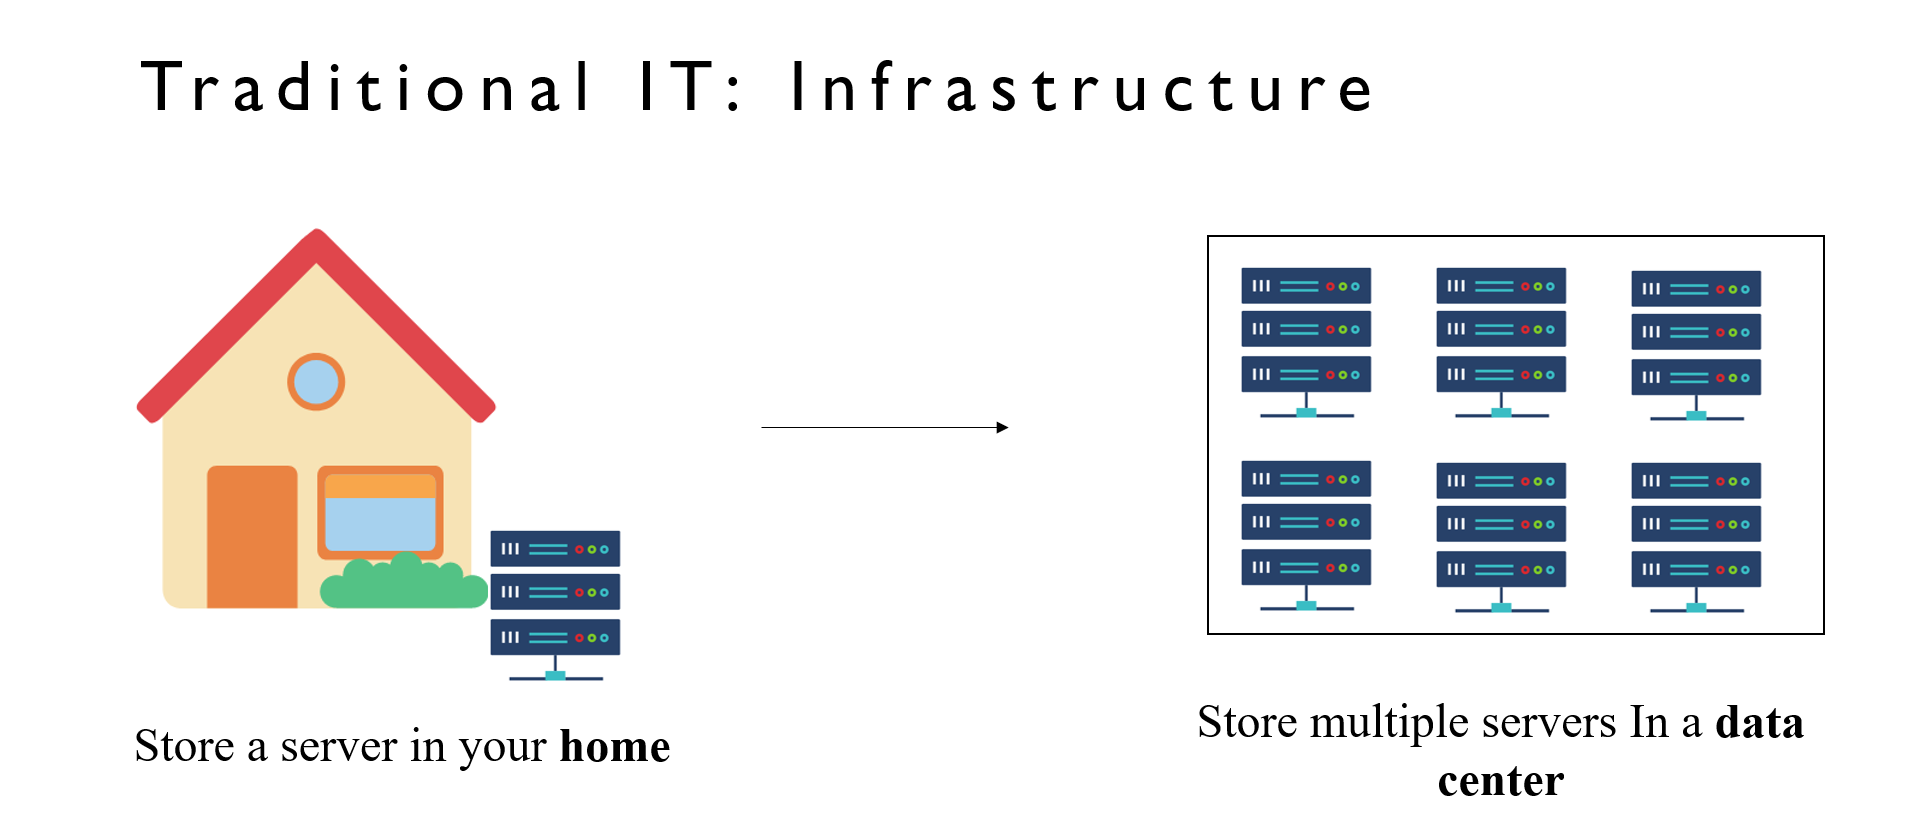 Traditional IT: Infrastructure
Store a server in your home
Store multiple servers In a data
center